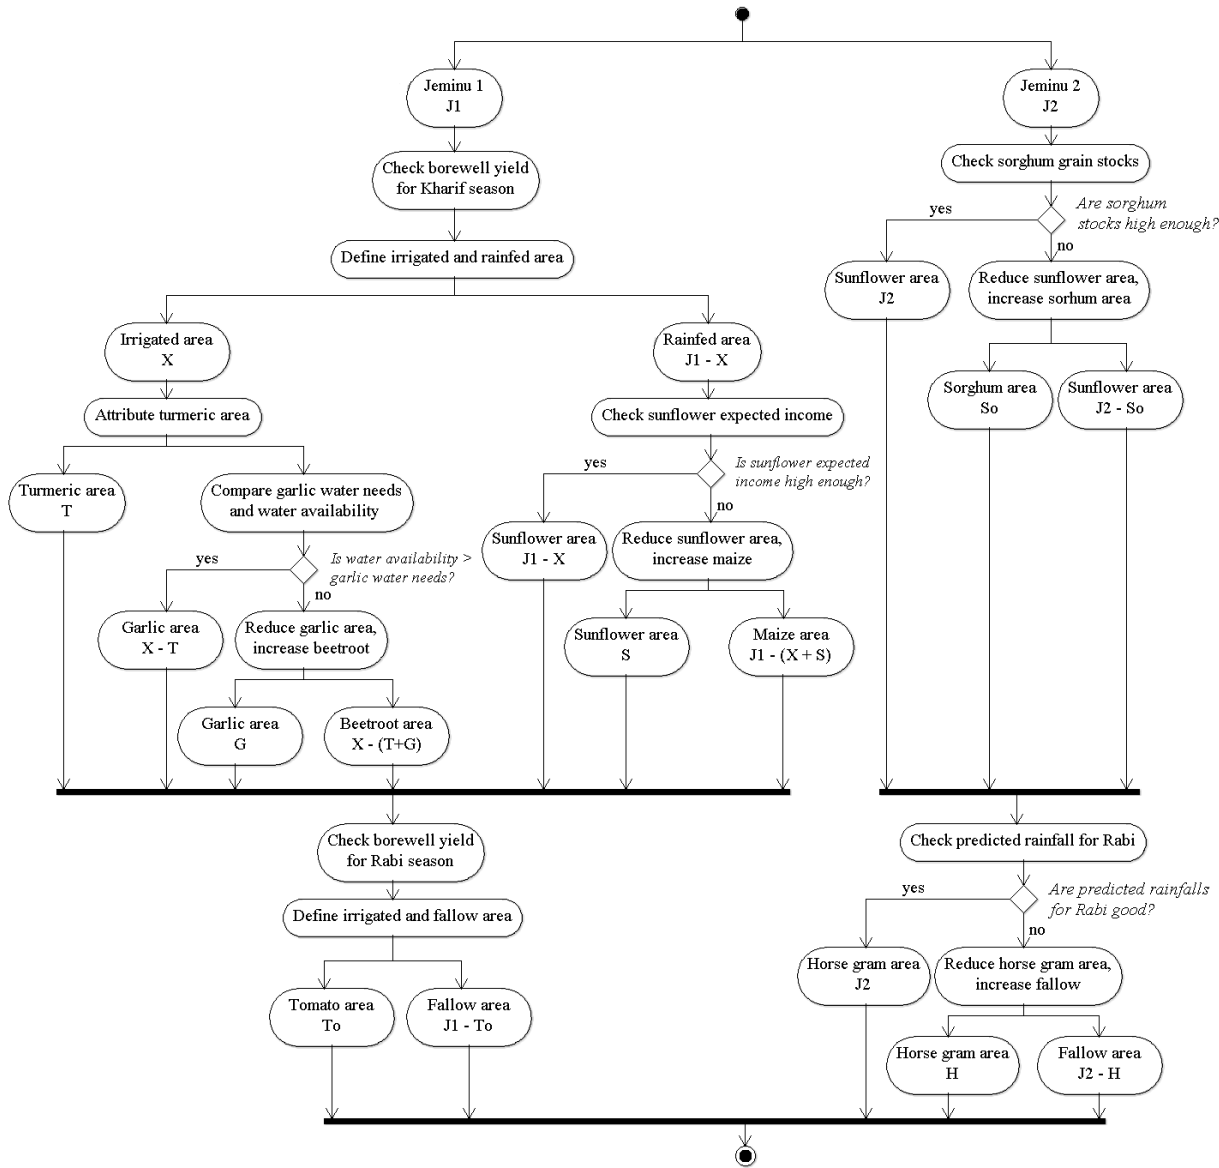 Jeminu 1
J1
Jeminu 2
J2
Check borewell yield
for Kharif season
Check sorghum grain stocks
Are sorghum
stocks high enough?
yes
no
Define irrigated and rainfed area
Sunflower area
J2
Reduce sunflower area,
increase sorhum area
Irrigated area
X
Rainfed area
J1 - X
Sorghum area
So
Sunflower area
J2 - So
Attribute turmeric area
Check sunflower expected income
Is sunflower expected
income high enough?
yes
no
Turmeric area
T
Compare garlic water needs
and water availability
Sunflower area
J1 - X
Reduce sunflower area,
increase maize
Is water availability >
garlic water needs?
yes
no
Garlic area
X - T
Reduce garlic area,
increase beetroot
Sunflower area
S
Maize area
J1 - (X + S)
Garlic area
G
Beetroot area
X - (T+G)
Check borewell yield
for Rabi season
Check predicted rainfall for Rabi
Are predicted rainfalls
for Rabi good?
yes
no
Define irrigated and fallow area
Horse gram area
J2
Reduce horse gram area,
increase fallow
Tomato area
To
Fallow area
J1 - To
Horse gram area
H
Fallow area
J2 - H